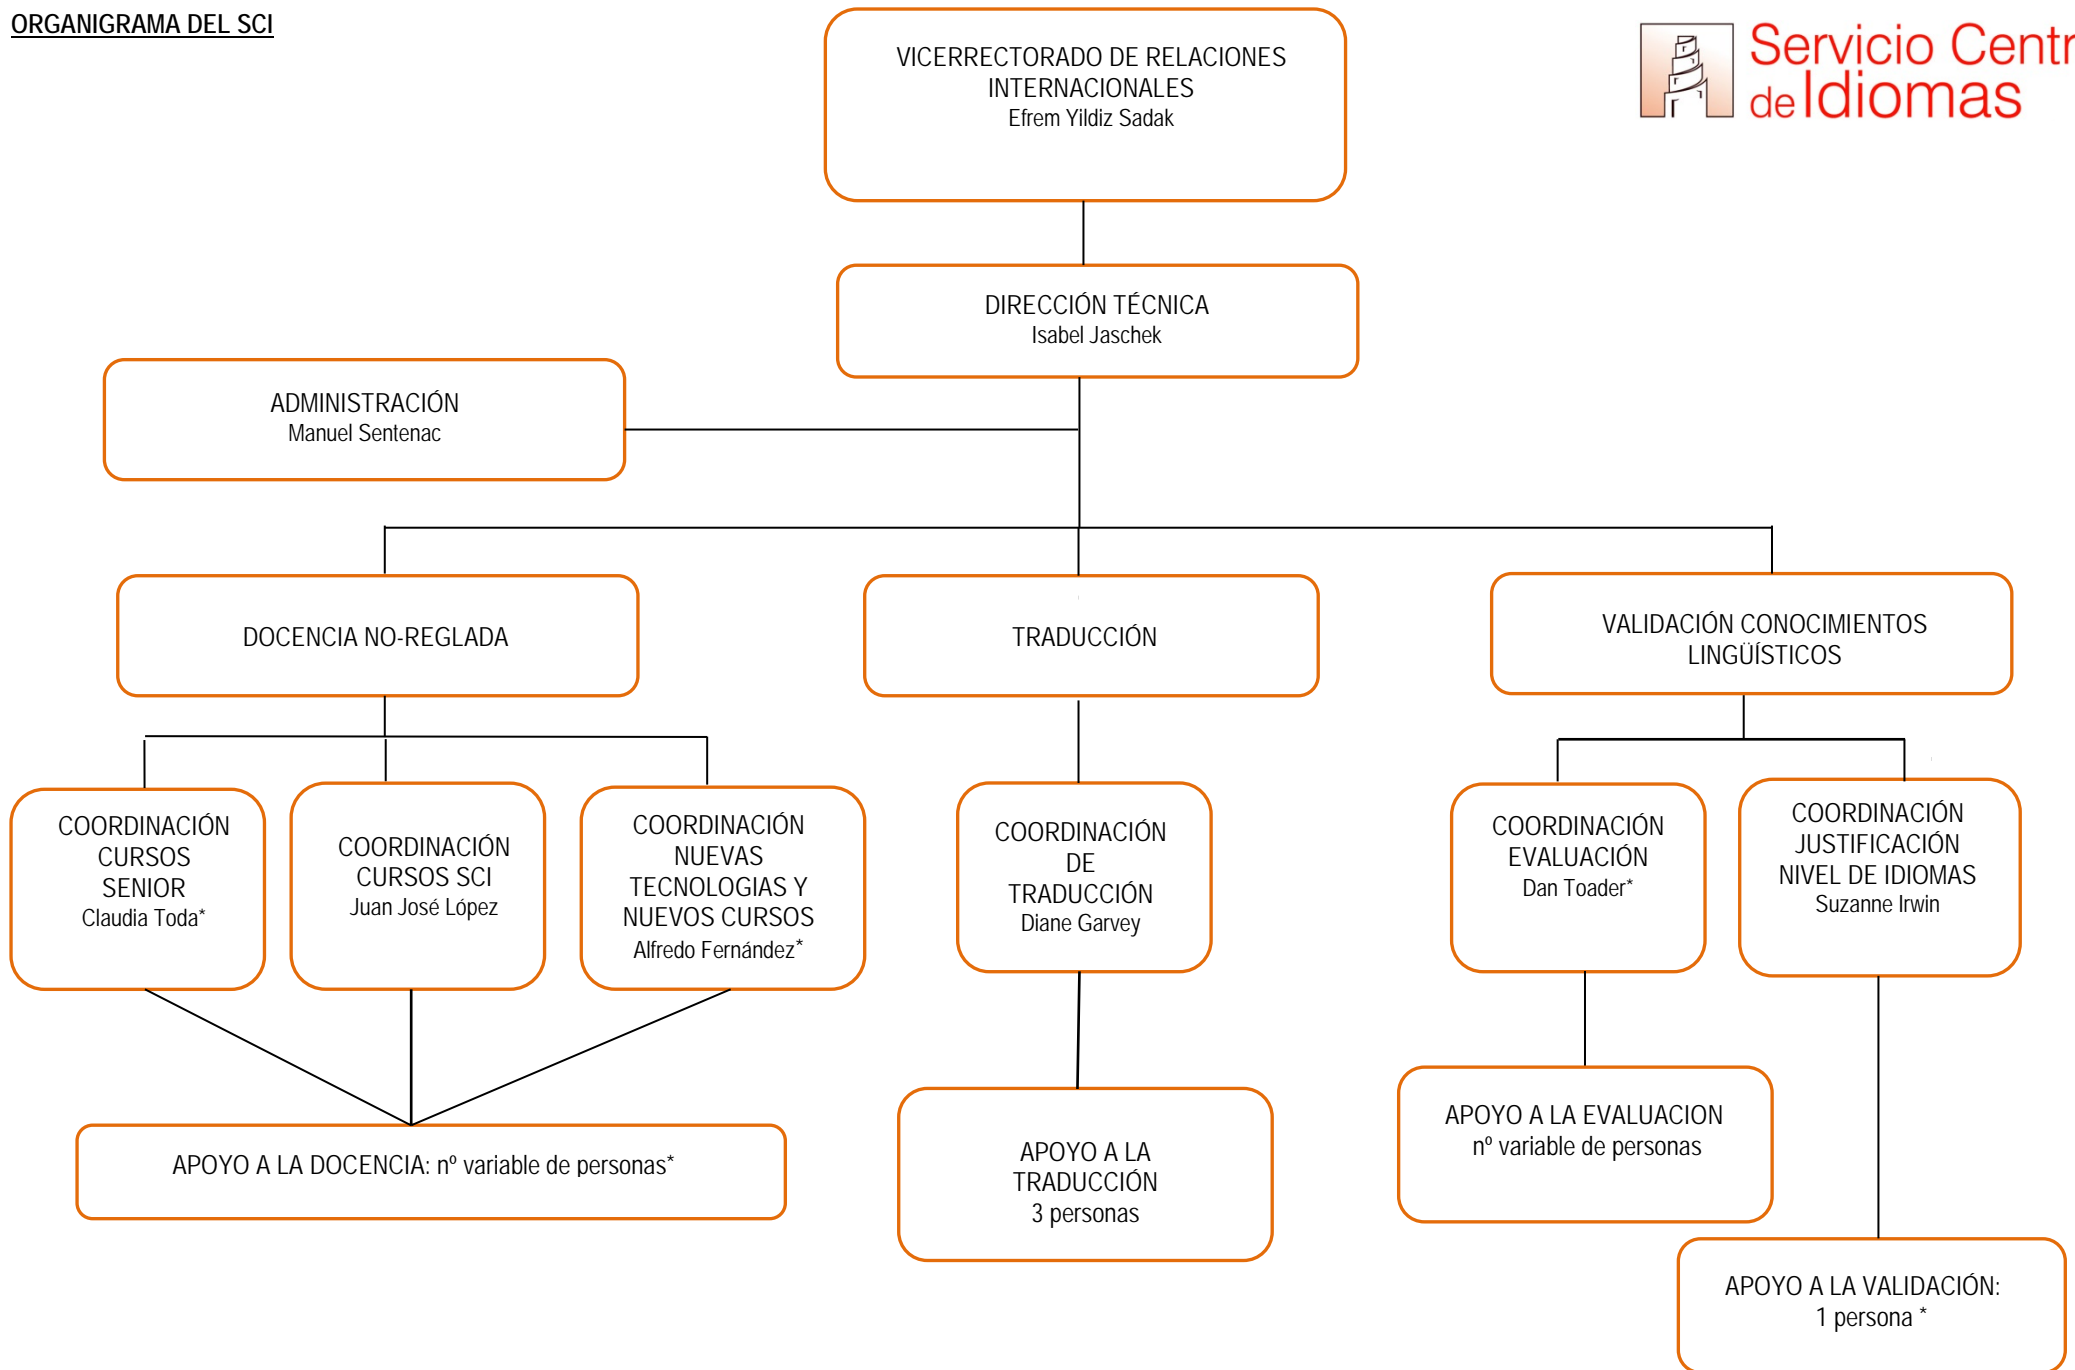 ORGANIGRAMA DEL SCI
Servicio Centr
de Idiomas
VICERRECTORADO DE RELACIONES
INTERNACIONALES
Efrem Yildiz Sadak
DIRECCIÓN TÉCNICA
Isabel Jaschek
ADMINISTRACIÓN
Manuel Sentenac
DOCENCIA NO-REGLADA
TRADUCCIÓN
VALIDACIÓN CONOCIMIENTOS
LINGÜÍSTICOS
COORDINACIÓN
CURSOS
SENIOR
Claudia Toda*
COORDINACIÓN
CURSOS SCI
Juan José López
COORDINACIÓN
NUEVAS
TECNOLOGIAS Y
NUEVOS CURSOS
Alfredo Fernández*
COORDINACIÓN
DE
TRADUCCIÓN
Diane Garvey
COORDINACIÓN
EVALUACIÓN
Dan Toader*
COORDINACIÓN
JUSTIFICACIÓN
NIVEL DE IDIOMAS
Suzanne Irwin
APOYO A LA DOCENCIA: nº variable de personas*
APOYO A LA
TRADUCCIÓN
3 personas
APOYO A LA EVALUACION
nº variable de personas
APOYO A LA VALIDACIÓN:
1 persona *